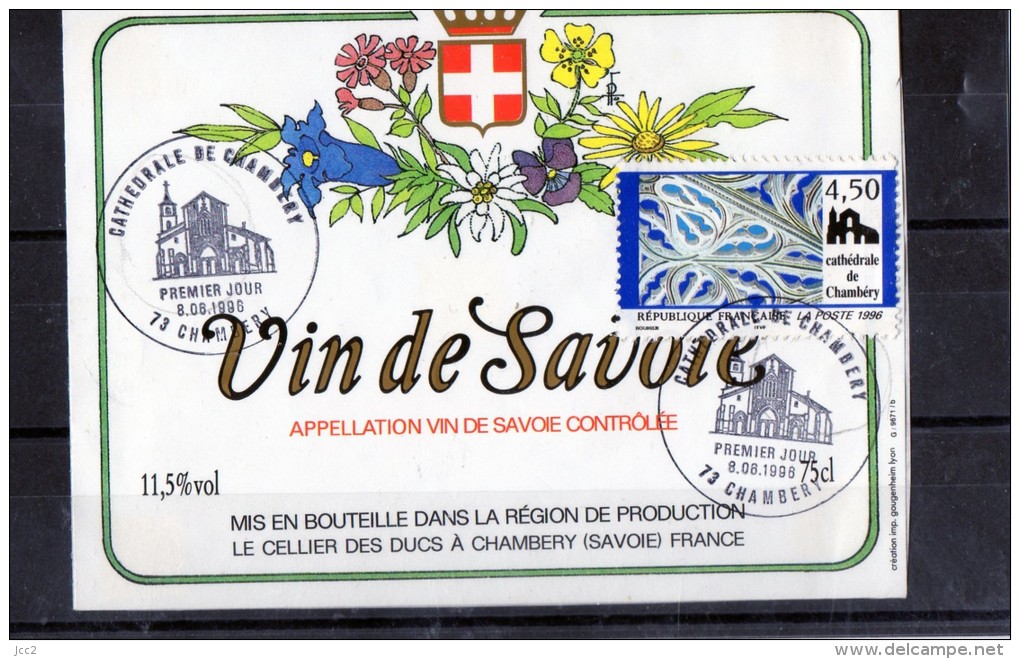 CATHEDRALE DE CHAMBERY
PREMIER JOUR
8.06.1996
73 CHAMBERY
4,50
cathédrale
de
Chambéry
RÉPUBLIQUE FRANÇAISE LA POSTE 1996
Vin de Savoie
APPELLATION VIN DE SAVOIE CONTRÔLÉE
CATHEDRALE DE CHAMBERY
PREMIER JOUR
8.06.1996
73 CHAMBERY
11,5% vol
75cl
MIS EN BOUTEILLE DANS LA RÉGION DE PRODUCTION
LE CELLIER DES DUCS À CHAMBERY (SAVOIE) FRANCE
création imp. gougenheim lyon G / 9671 / b
jcc2
delcampe.net